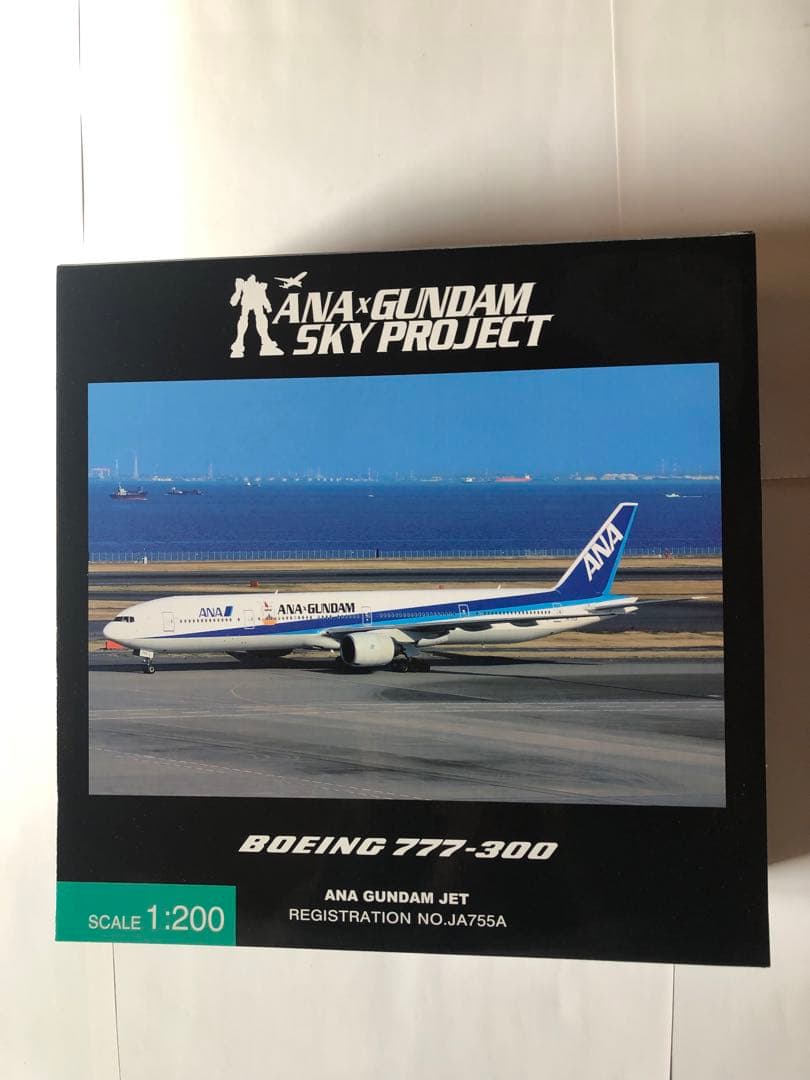 ANA×GUNDAM
SKY PROJECT
ANA
ANA
ANA×GUNDAM
BOEING 777-300
ANA GUNDAM JET
REGISTRATION NO.JA755A
SCALE 1:200